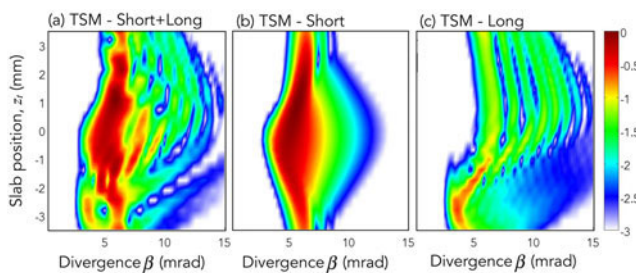 (a) TSM - Short+Long
(b) TSM - Short
(c) TSM - Long
Slab position, zₜ (mm)
3
2
1
0
-1
-2
-3
5 10 15
5 10 15
5 10 15
Divergence β (mrad)
Divergence β (mrad)
Divergence β (mrad)
0
-0.5
-1
-1.5
-2
-2.5
-3